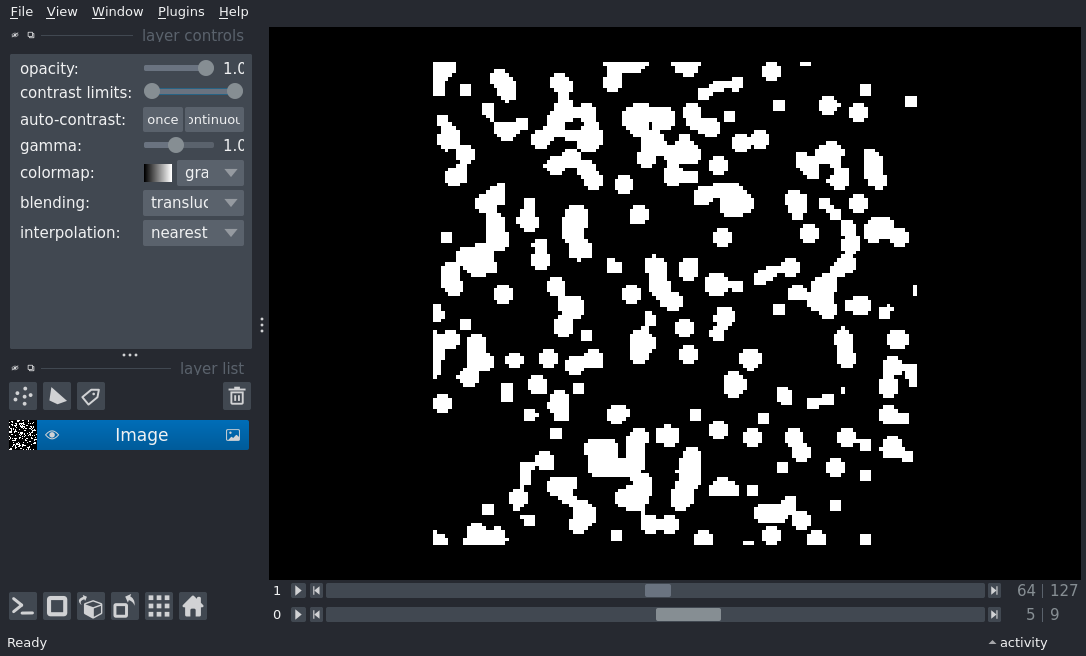 File View Window Plugins Help
layer controls
opacity: 1.0
contrast limits:
auto-contrast: once ontinuou
gamma: 1.0
colormap: gra
blending: transluc
interpolation: nearest
layer list
Image
1 64 127
0 5 9
Ready activity